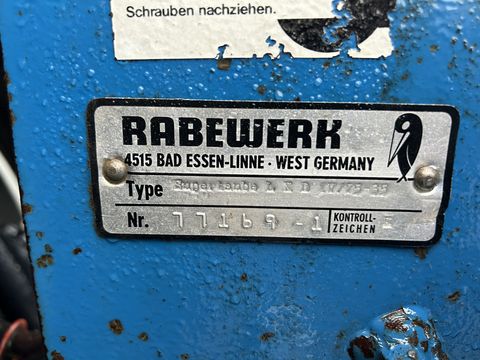 Schrauben nachziehen.
RABEWERK
4515 BAD ESSEN-LINNE · WEST GERMANY
Type
Nr. 77169-1 KONTROLL-
ZEICHEN